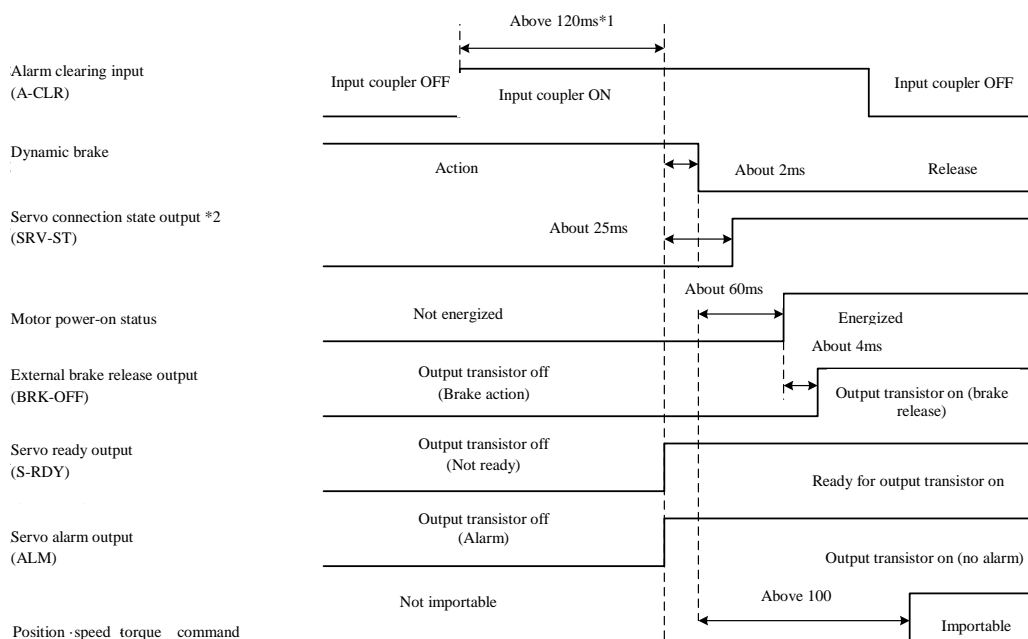 Above 120ms*1
Alarm clearing input
(A-CLR)
Input coupler OFF
Input coupler ON
Input coupler OFF
Dynamic brake
Action
About 2ms
Release
Servo connection state output *2
(SRV-ST)
About 25ms
About 60ms
Motor power-on status
Not energized
Energized
About 4ms
External brake release output
(BRK-OFF)
Output transistor off
(Brake action)
Output transistor on (brake
release)
Servo ready output
(S-RDY)
Output transistor off
(Not ready)
Ready for output transistor on
Servo alarm output
(ALM)
Output transistor off
(Alarm)
Output transistor on (no alarm)
Not importable
Above 100
Position ·speed torque command
Importable